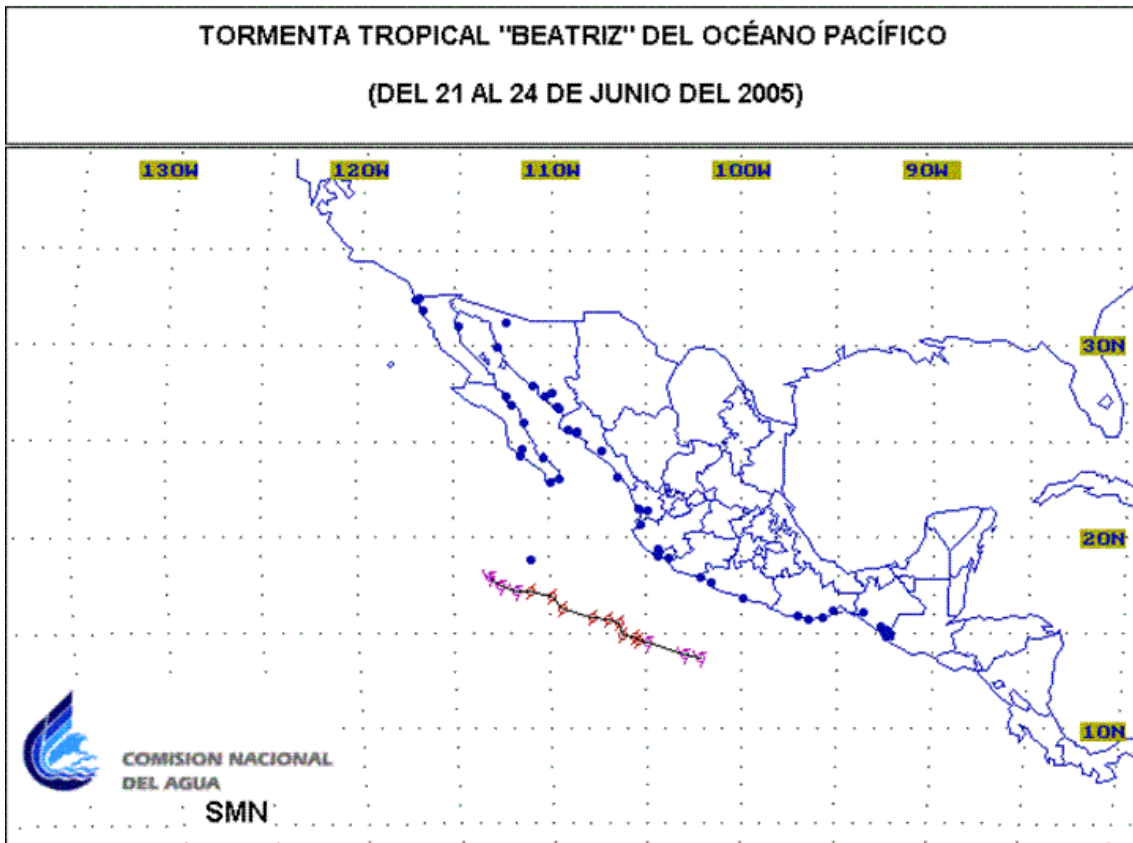 TORMENTA TROPICAL "BEATRIZ" DEL OCÉANO PACÍFICO
(DEL 21 AL 24 DE JUNIO DEL 2005)
130W 120W 110W 100W 90W
30N
20N
10N
COMISION NACIONAL
DEL AGUA
SMN